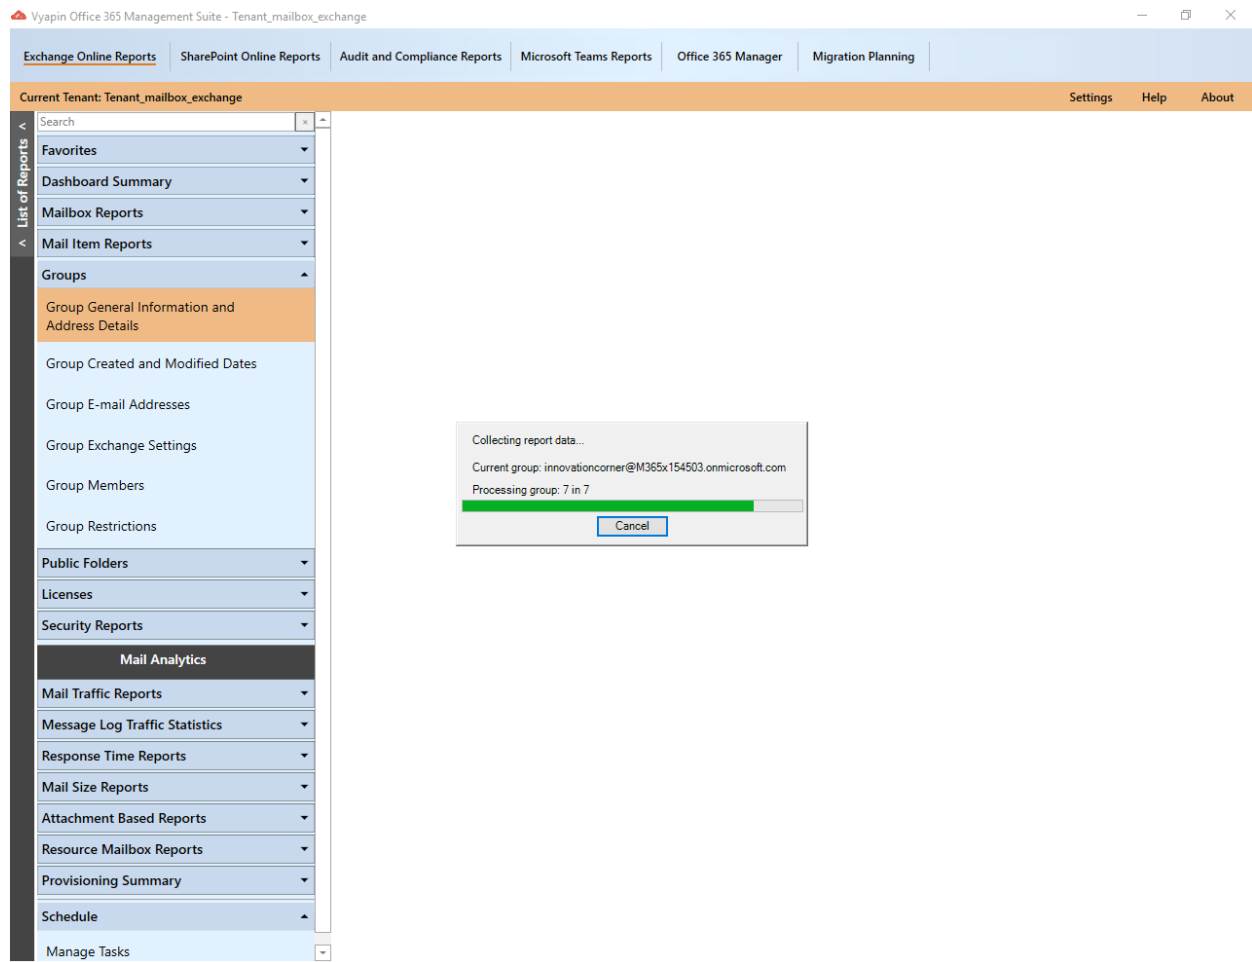 Vyapin Office 365 Management Suite - Tenant_mailbox_exchange
Exchange Online Reports
SharePoint Online Reports
Audit and Compliance Reports
Microsoft Teams Reports
Office 365 Manager
Migration Planning
Current Tenant: Tenant_mailbox_exchange
Settings
Help
About
List of Reports
Search
Favorites
Dashboard Summary
Mailbox Reports
Mail Item Reports
Groups
Group General Information and
Address Details
Group Created and Modified Dates
Group E-mail Addresses
Group Exchange Settings
Group Members
Group Restrictions
Public Folders
Licenses
Security Reports
Mail Analytics
Mail Traffic Reports
Message Log Traffic Statistics
Response Time Reports
Mail Size Reports
Attachment Based Reports
Resource Mailbox Reports
Provisioning Summary
Schedule
Manage Tasks
Collecting report data...
Current group: innovationcorner@M365x154503.onmicrosoft.com
Processing group: 7 in 7
Cancel